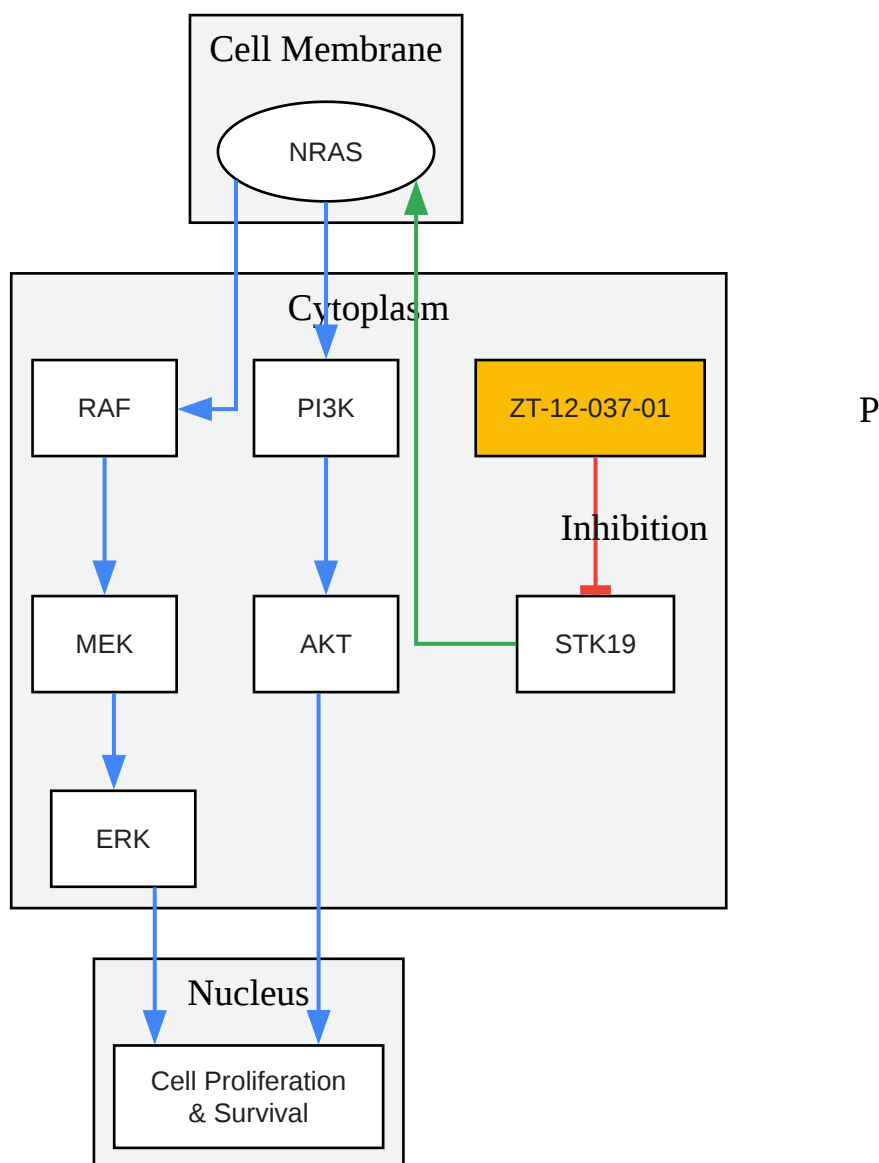 Cell Membrane
NRAS
Cytoplasm
RAF
PI3K
ZT-12-037-01
P
Inhibition
MEK
AKT
STK19
ERK
Nucleus
Cell Proliferation
& Survival